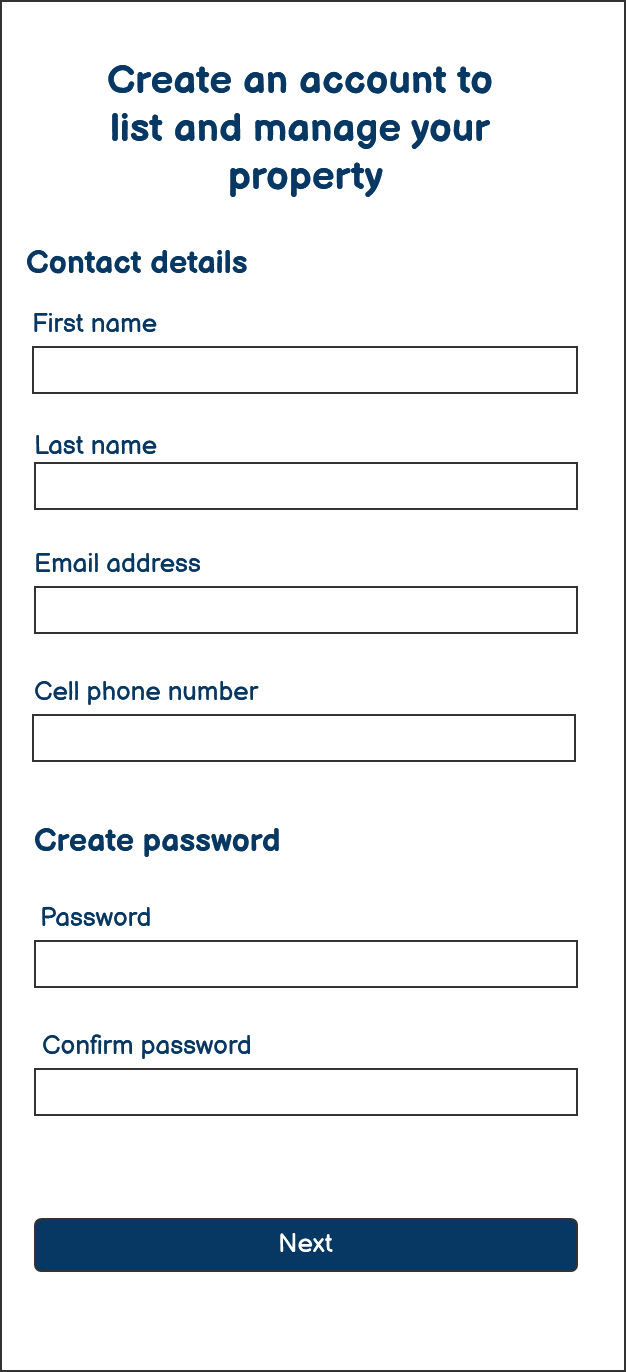 Create an account to
list and manage your
property
Contact details
First name
Last name
Email address
Cell phone number
Create password
Password
Confirm password
Next